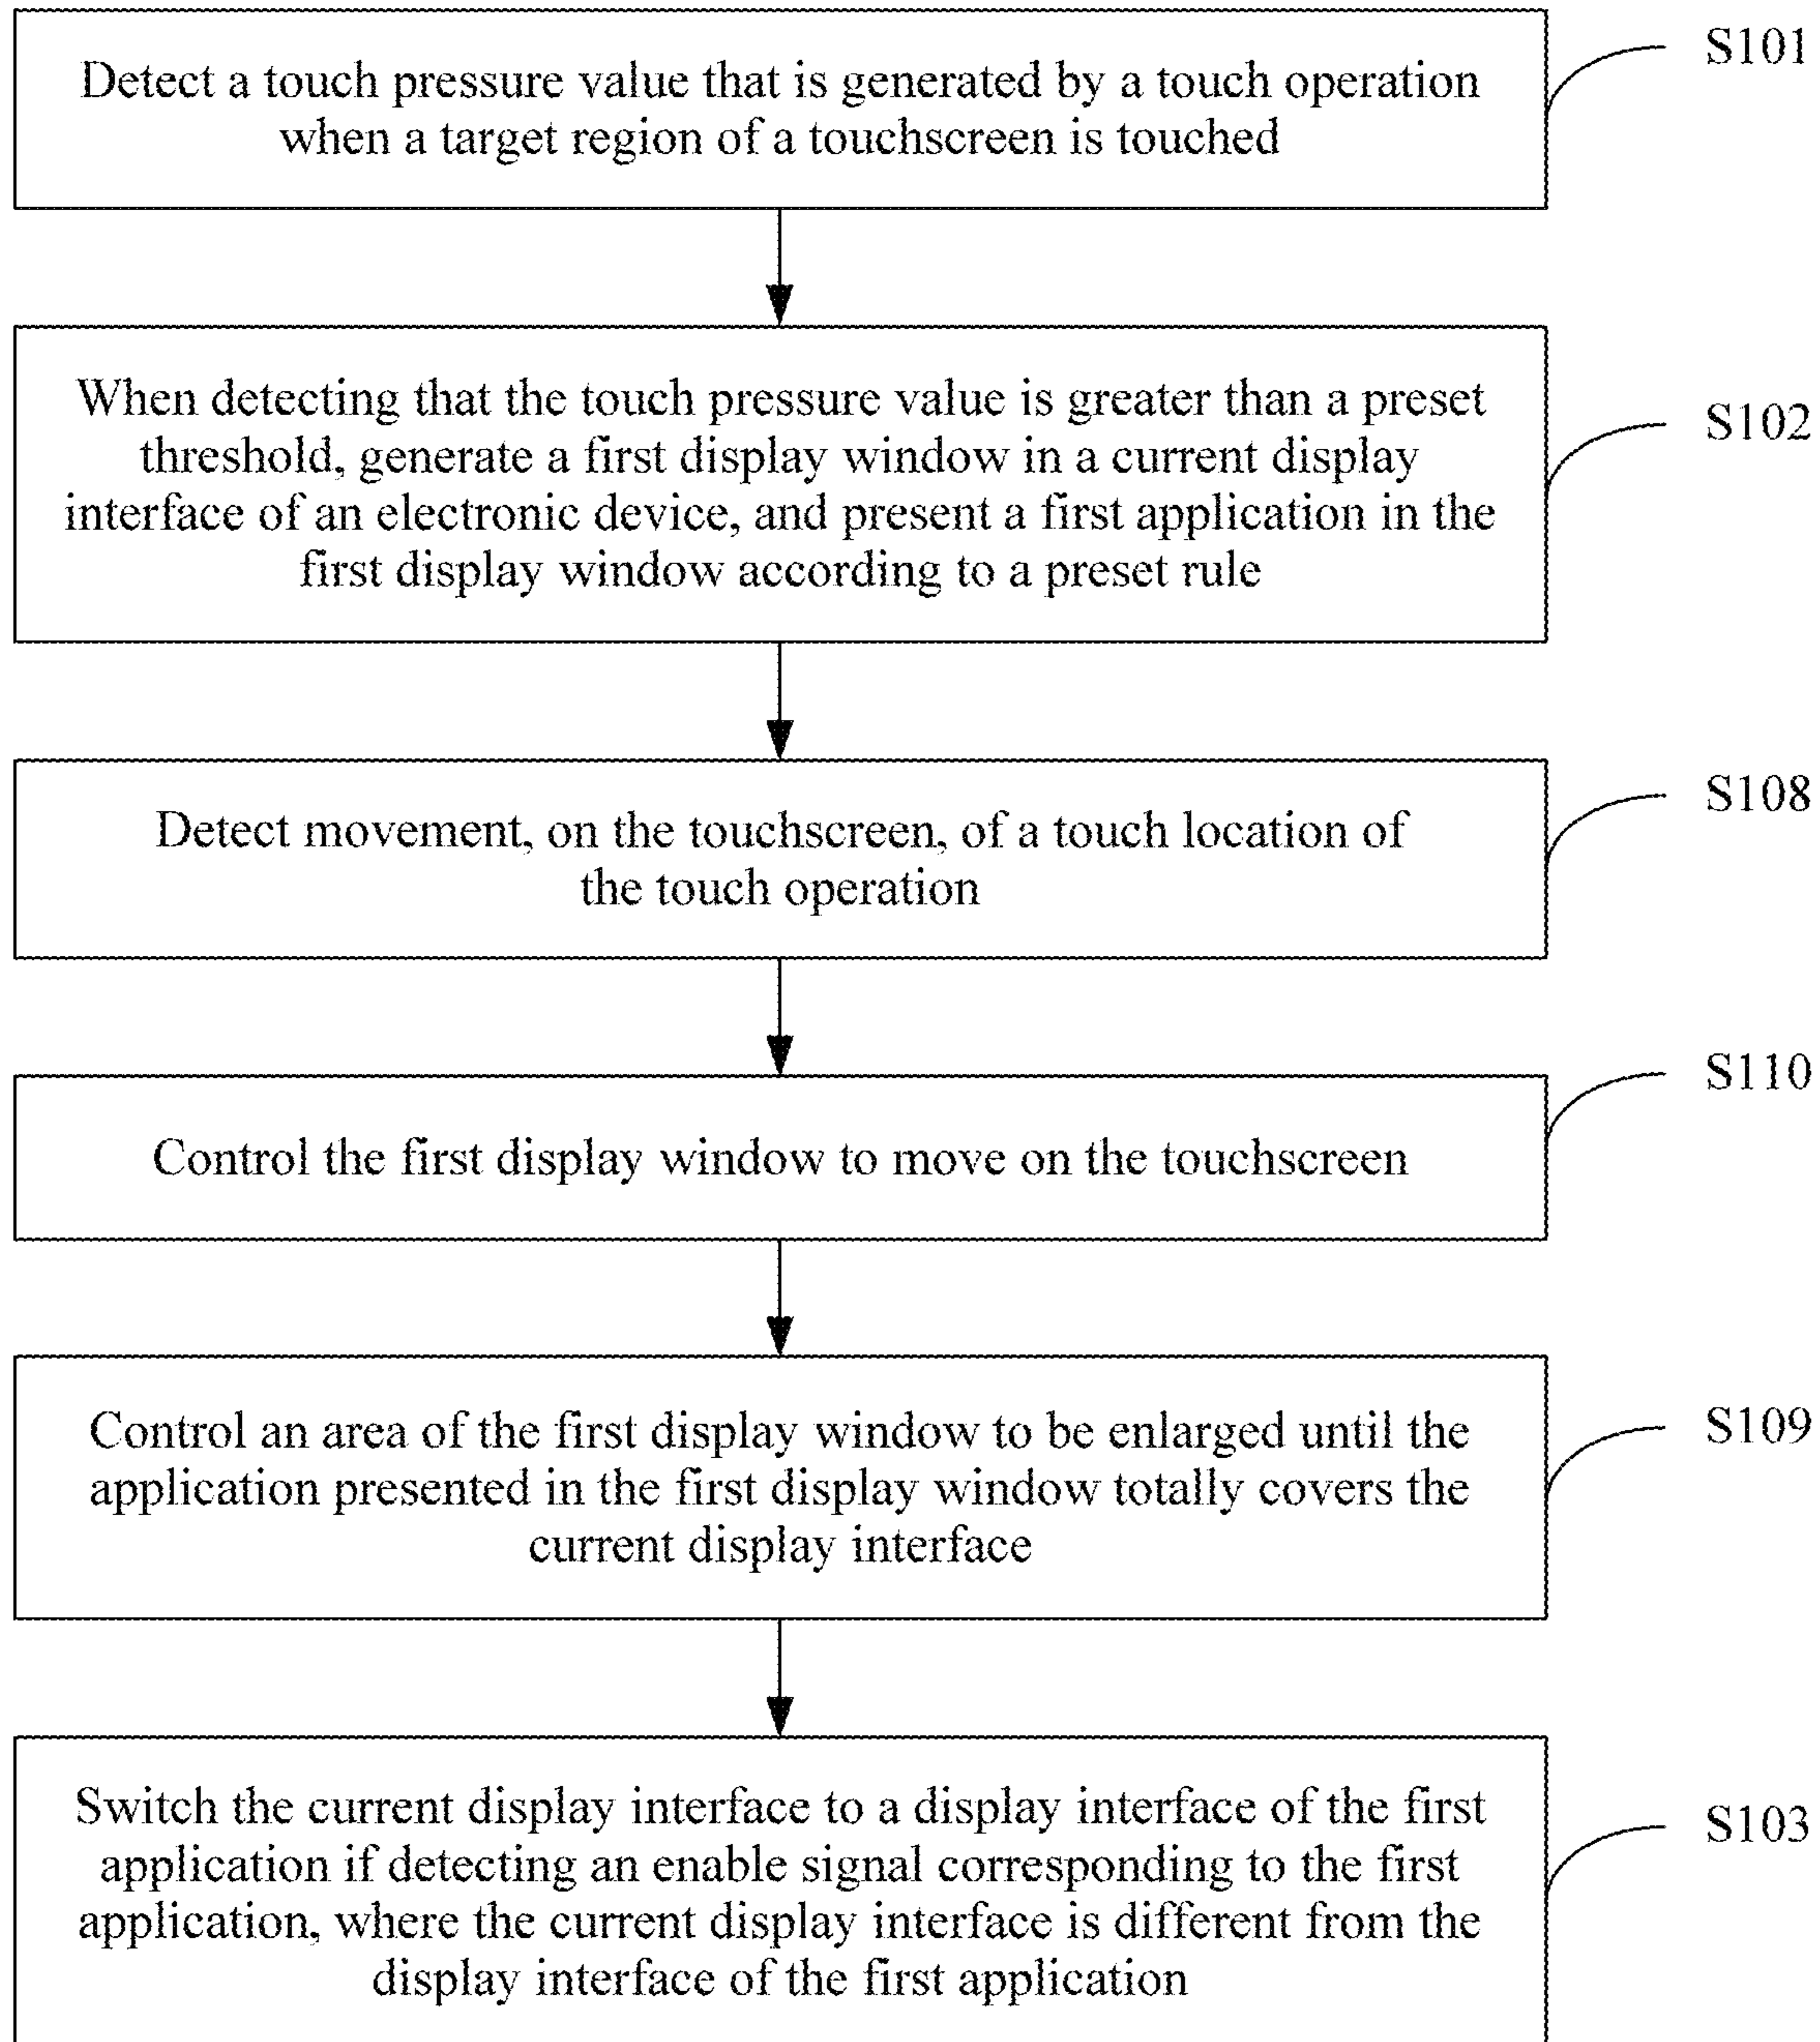 S101
Detect a touch pressure value that is generated by a touch operation
when a target region of a touchscreen is touched
S102
When detecting that the touch pressure value is greater than a preset
threshold, generate a first display window in a current display
interface of an electronic device, and present a first application in the
first display window according to a preset rule
S108
Detect movement, on the touchscreen, of a touch location of
the touch operation
S110
Control the first display window to move on the touchscreen
S109
Control an area of the first display window to be enlarged until the
application presented in the first display window totally covers the
current display interface
S103
Switch the current display interface to a display interface of the first
application if detecting an enable signal corresponding to the first
application, where the current display interface is different from the
display interface of the first application